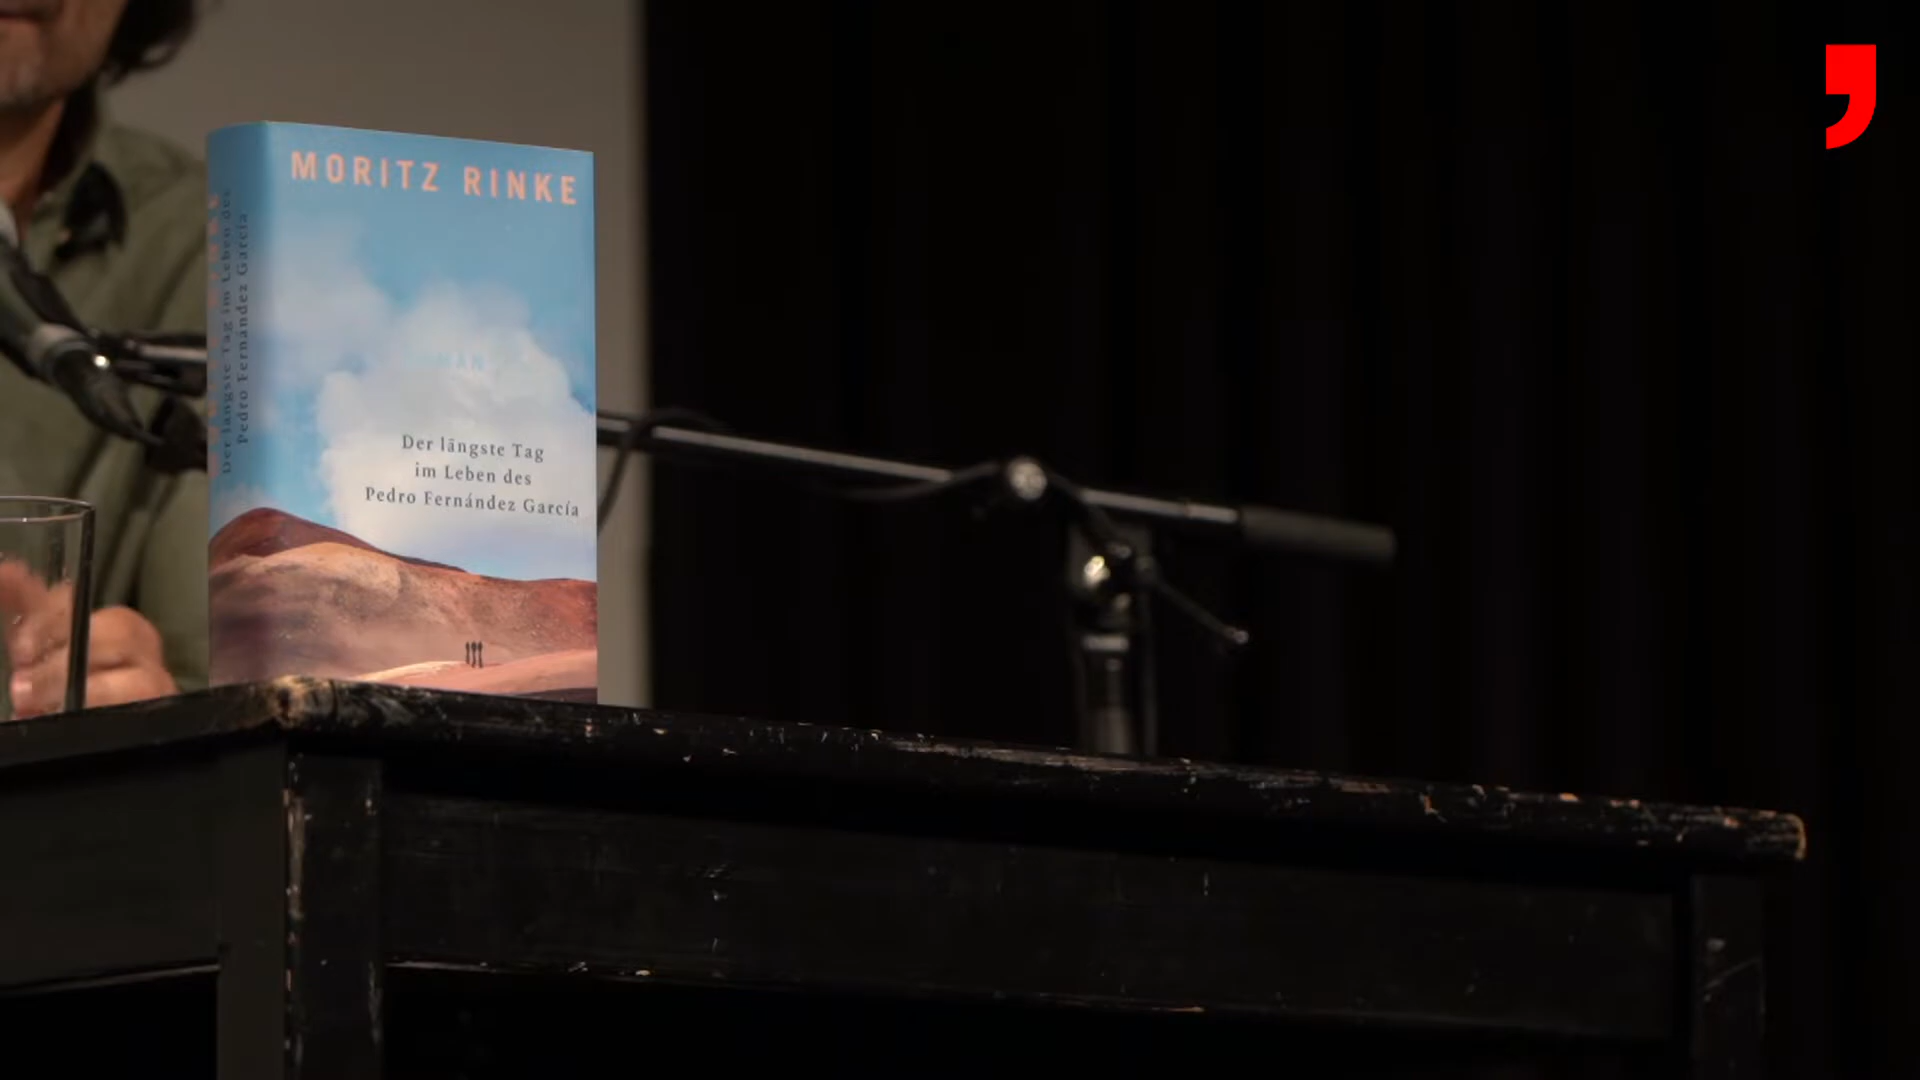 MORITZ RINKE
Der längste Tag
im Leben des
Pedro Fernández García
Der längste Tag im Leben des
Pedro Fernández García